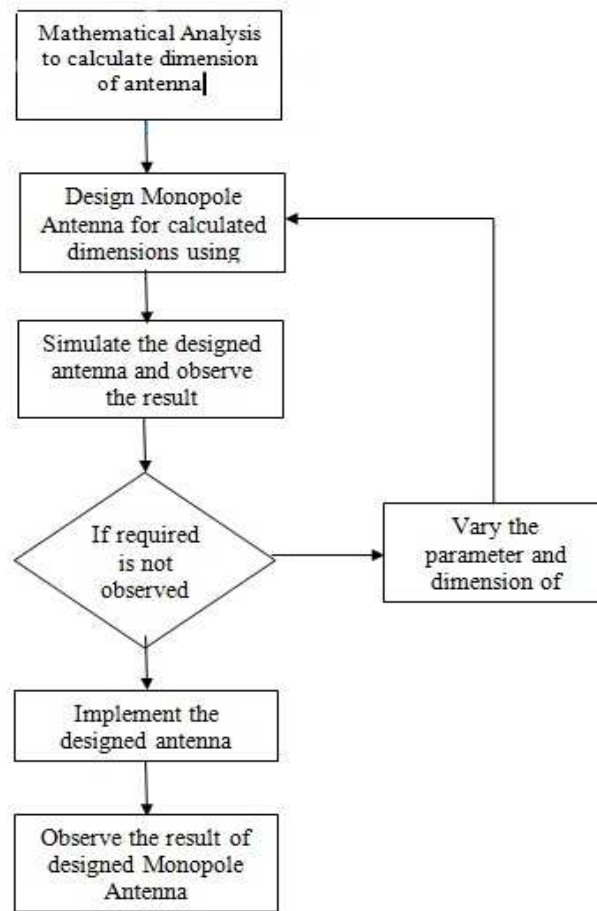 Mathematical Analysis
to calculate dimension
of antenna
Design Monopole
Antenna for calculated
dimensions using
Simulate the designed
antenna and observe
the result
If required
is not
observed
Vary the
parameter and
dimension of
Implement the
designed antenna
Observe the result of
designed Monopole
Antenna